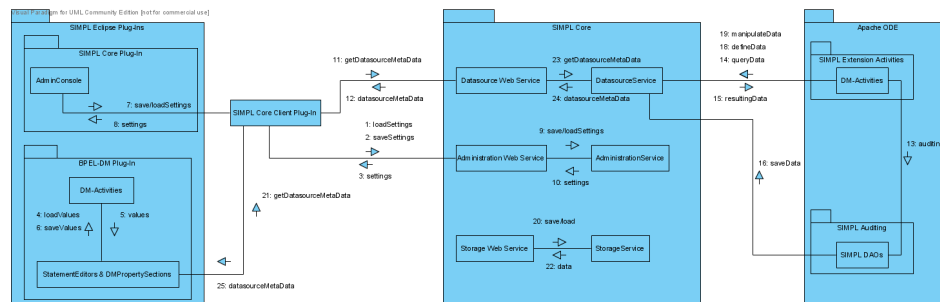 Visual Paradigm for UML Community Edition [not for commercial use]
SIMPL Eclipse Plug-Ins
SIMPL Core Plug-In
AdminConsole
7: save/loadSettings
8: settings
BPEL-DM Plug-In
DM-Activities
4: loadValues
5: values
6: saveValues
StatementEditors & DMPropertySections
SIMPL Core Client Plug-In
11: getDatasourceMetaData
12: datasourceMetaData
1: loadSettings
2: saveSettings
3: settings
21: getDatasourceMetaData
25: datasourceMetaData
SIMPL Core
Datasource Web Service
23: getDatasourceMetaData
DatasourceService
24: datasourceMetaData
9: save/loadSettings
Administration Web Service
AdministrationService
10: settings
20: save/load
Storage Web Service
StorageService
22: data
19: manipulateData
18: defineData
14: queryData
15: resultingData
16: saveData
Apache ODE
SIMPL Extension Activities
DM-Activities
13: auditin
SIMPL Auditing
SIMPL DAOs